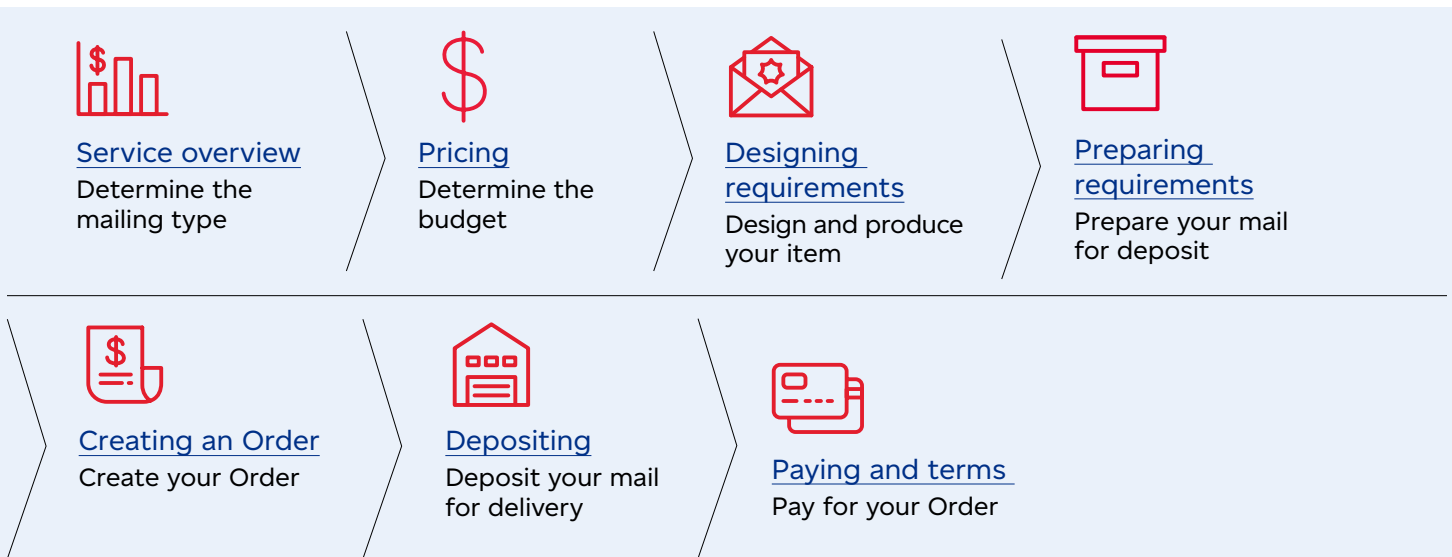 $
Service overview
Determine the
mailing type
$
Pricing
Determine the
budget
Designing
requirements
Design and produce
your item
Preparing
requirements
Prepare your mail
for deposit
$
Creating an Order
Create your Order
Depositing
Deposit your mail
for delivery
Paying and terms
Pay for your Order